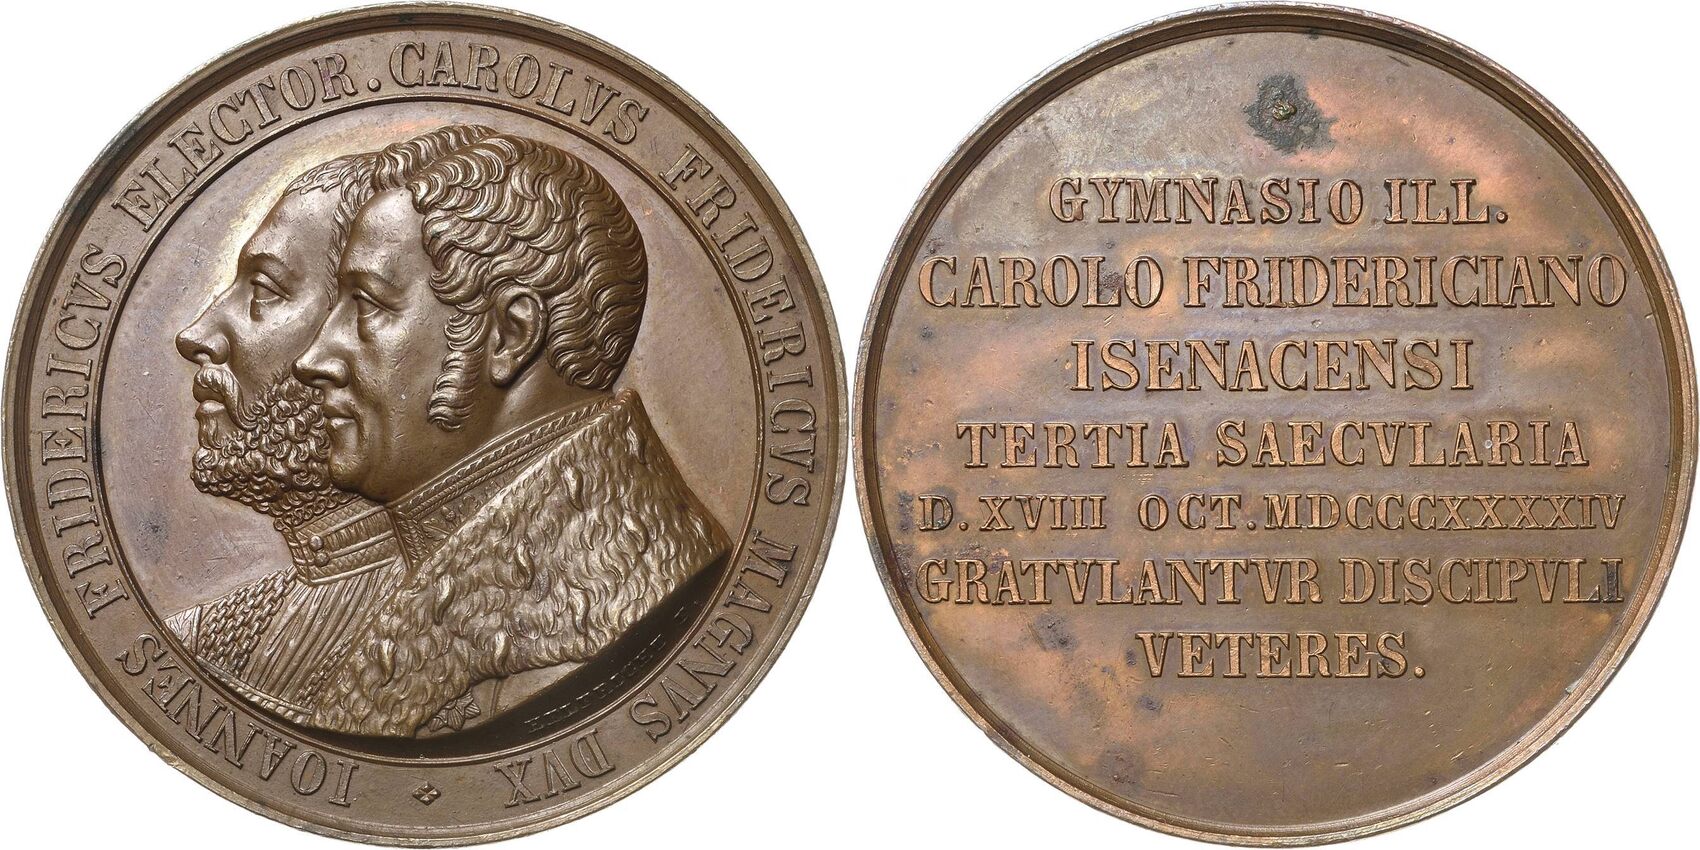 IOANNES FRIDERICVS ELECTOR. CAROLVS FRIDERICVS MAGNVS DVX
HELFRICHT F.
GYMNASIO ILL.
CAROLO FRIDERICIANO
ISENACENSI
TERTIA SAECVLARIA
D. XVIII OCT. MDCCCXXXXIV
GRATVLANTVR DISCIPVLI
VETERES.